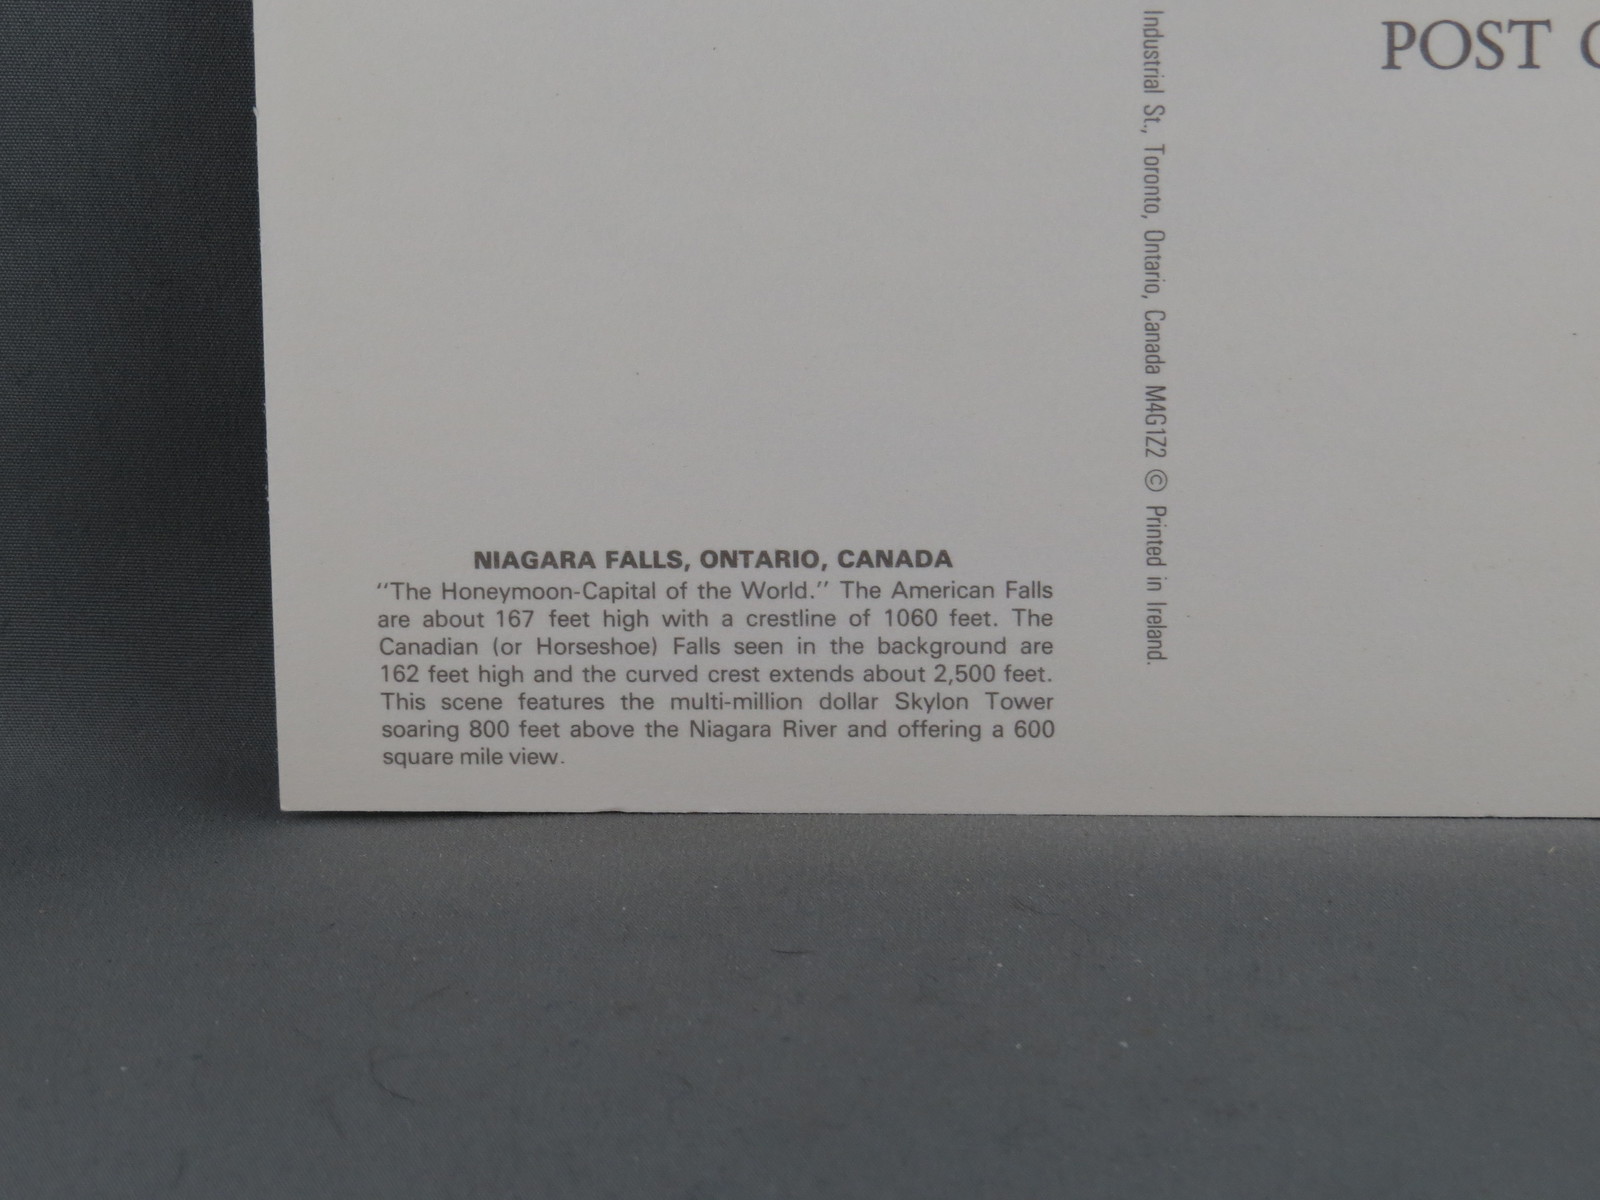 POST
Industrial St., Toronto, Ontario, Canada M4G1Z2 © Printed in Ireland.
NIAGARA FALLS, ONTARIO, CANADA
“The Honeymoon-Capital of the World.” The American Falls
are about 167 feet high with a crestline of 1060 feet. The
Canadian (or Horseshoe) Falls seen in the background are
162 feet high and the curved crest extends about 2,500 feet.
This scene features the multi-million dollar Skylon Tower
soaring 800 feet above the Niagara River and offering a 600
square mile view.